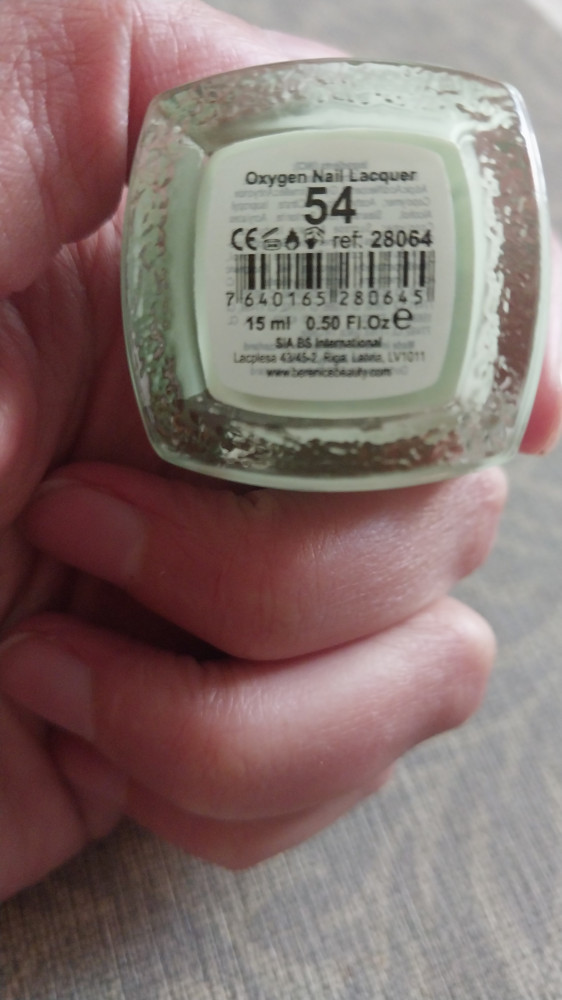 Oxygen Nail Lacquer
54
CE ref: 28064
7 640165 280645
15 ml 0.50 Fl.Oz e
SIA BS International
Lacplesa 43/45-2, Riga, Latvia, LV1011
www.berenicebeauty.com